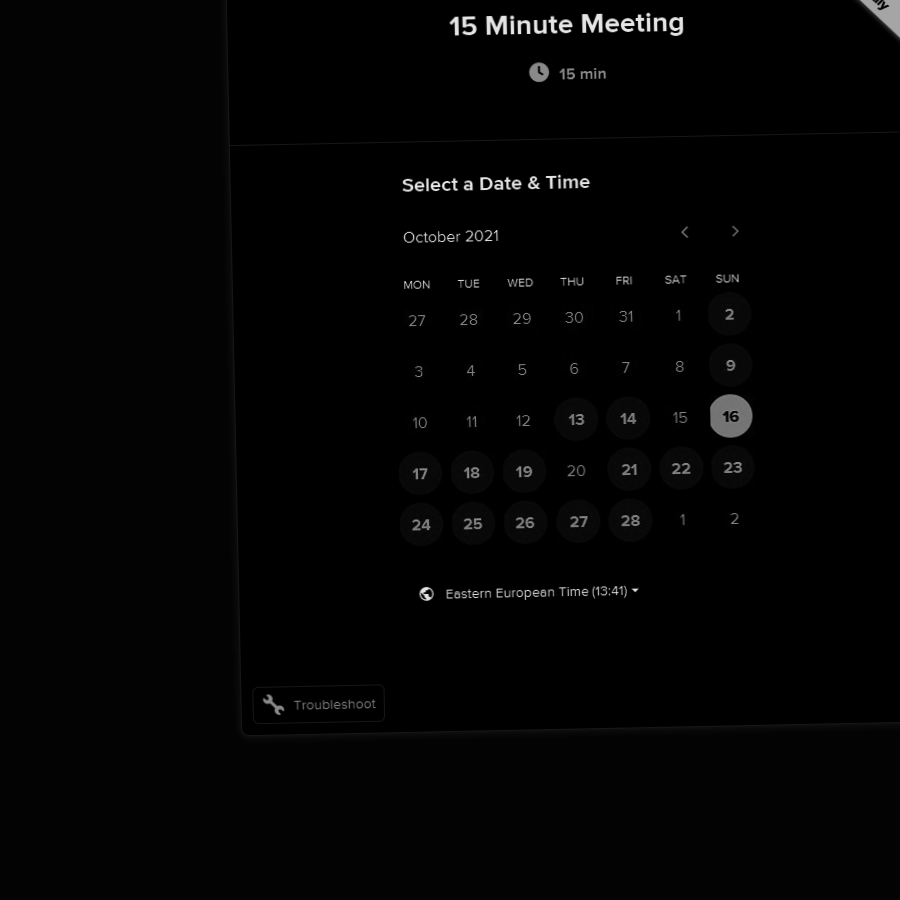 15 Minute Meeting
15 min
Select a Date & Time
October 2021
MON TUE WED THU FRI SAT SUN
27 28 29 30 31 1 2
3 4 5 6 7 8 9
10 11 12 13 14 15 16
17 18 19 20 21 22 23
24 25 26 27 28 1 2
Eastern European Time (13:41)
Troubleshoot